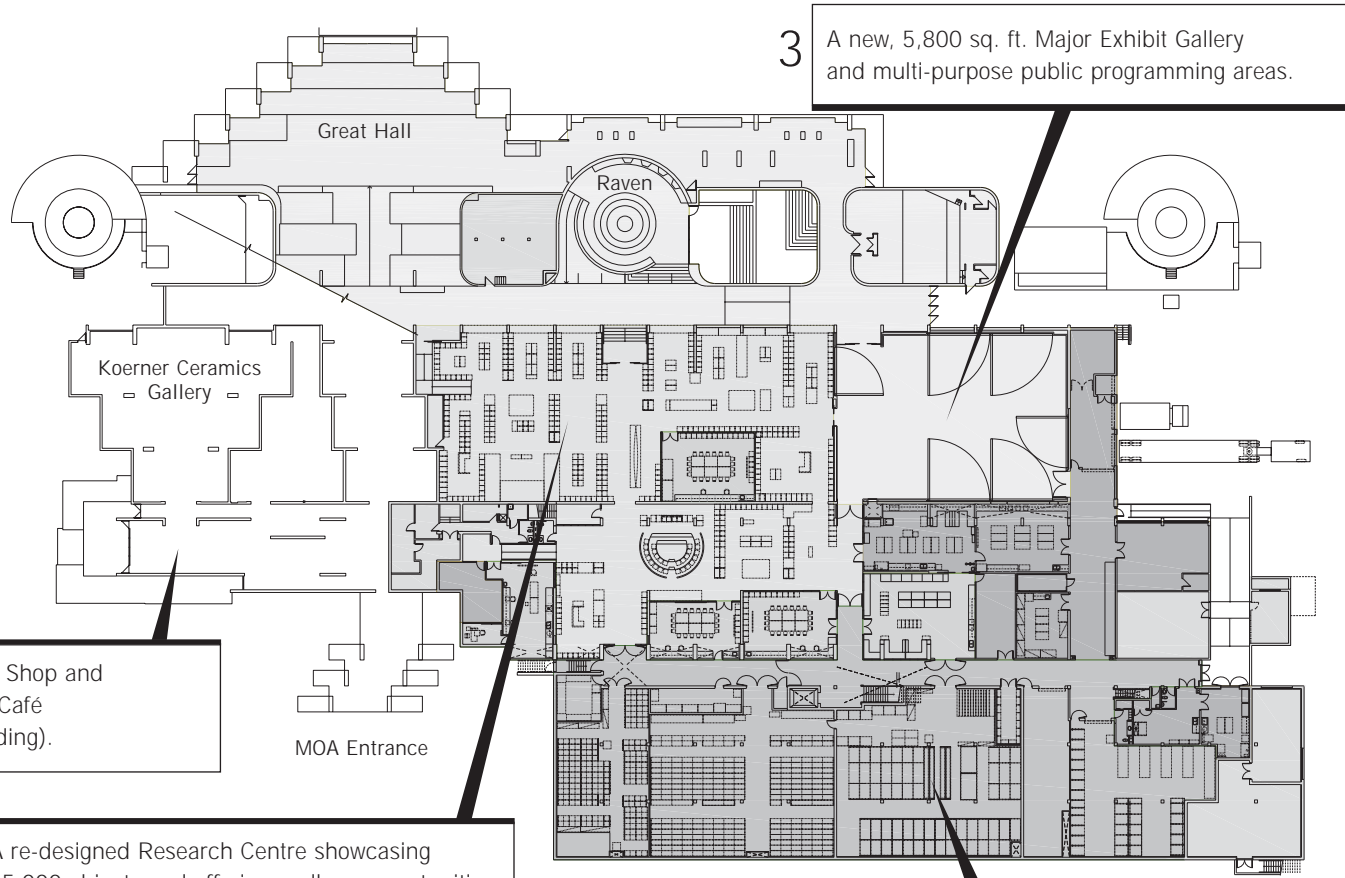 3
A new, 5,800 sq. ft. Major Exhibit Gallery
and multi-purpose public programming areas.
Great Hall
Raven
Koerner Ceramics
Gallery
Shop and
Café
MOA Entrance
re-designed Research Centre showcasing